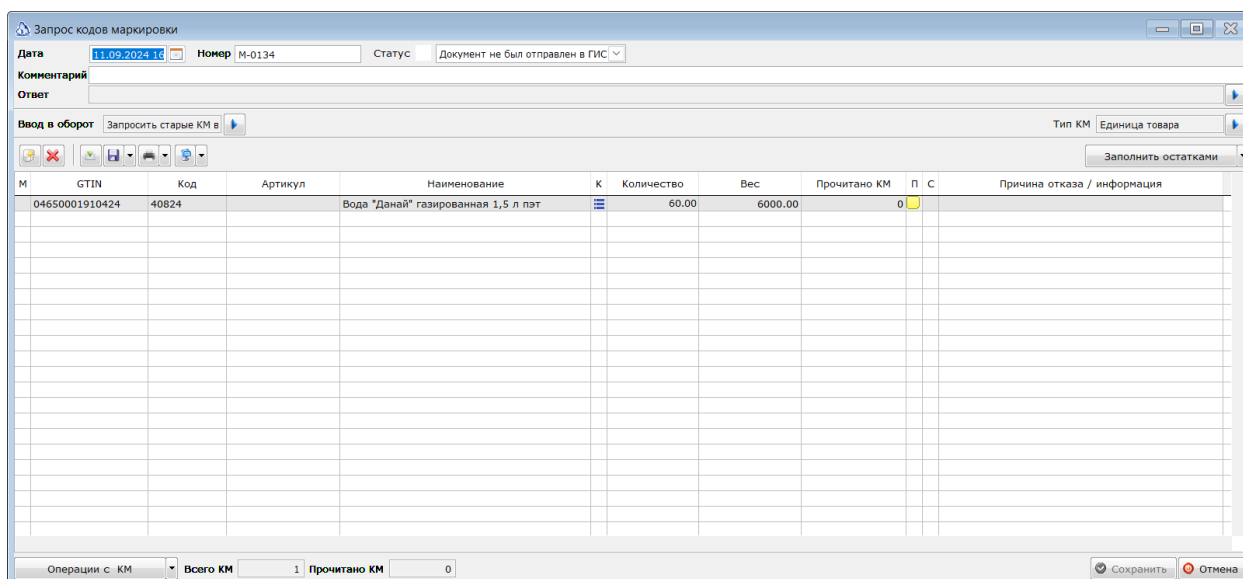 Запрос кодов маркировки
Дата 11.09.2024 16 Номер М-0134 Статус Документ не был отправлен в ГИС
Комментарий
Ответ
Ввод в оборот Запросить старые КМ в Тип КМ Единица товара
Заполнить остатками
М GTIN Код Артикул Наименование К Количество Вес Прочитано КМ П С Причина отказа / информация
04650001910424 40824 Вода "Данай" газированная 1,5 л пэт 60.00 6000.00 0
Операции с КМ Всего КМ 1 Прочитано КМ 0 Сохранить Отмена